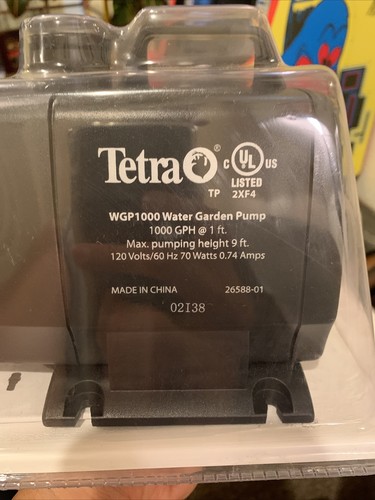 Tetra®
TP
C UL US
LISTED
2XF4
WGP1000 Water Garden Pump
1000 GPH @ 1 ft.
Max. pumping height 9 ft.
120 Volts/60 Hz 70 Watts 0.74 Amps
MADE IN CHINA 26588-01
02I38